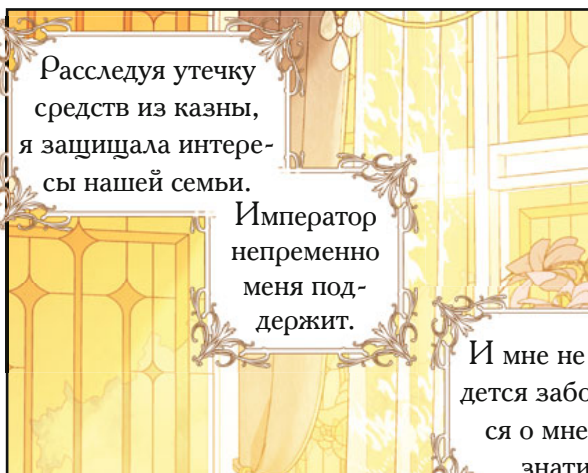 Расследуя утечку
средств из казны,
я защищала интере-
сы нашей семьи.
Император
непременно
меня под-
держит.
И мне не
дется забо
ся о мне
знати